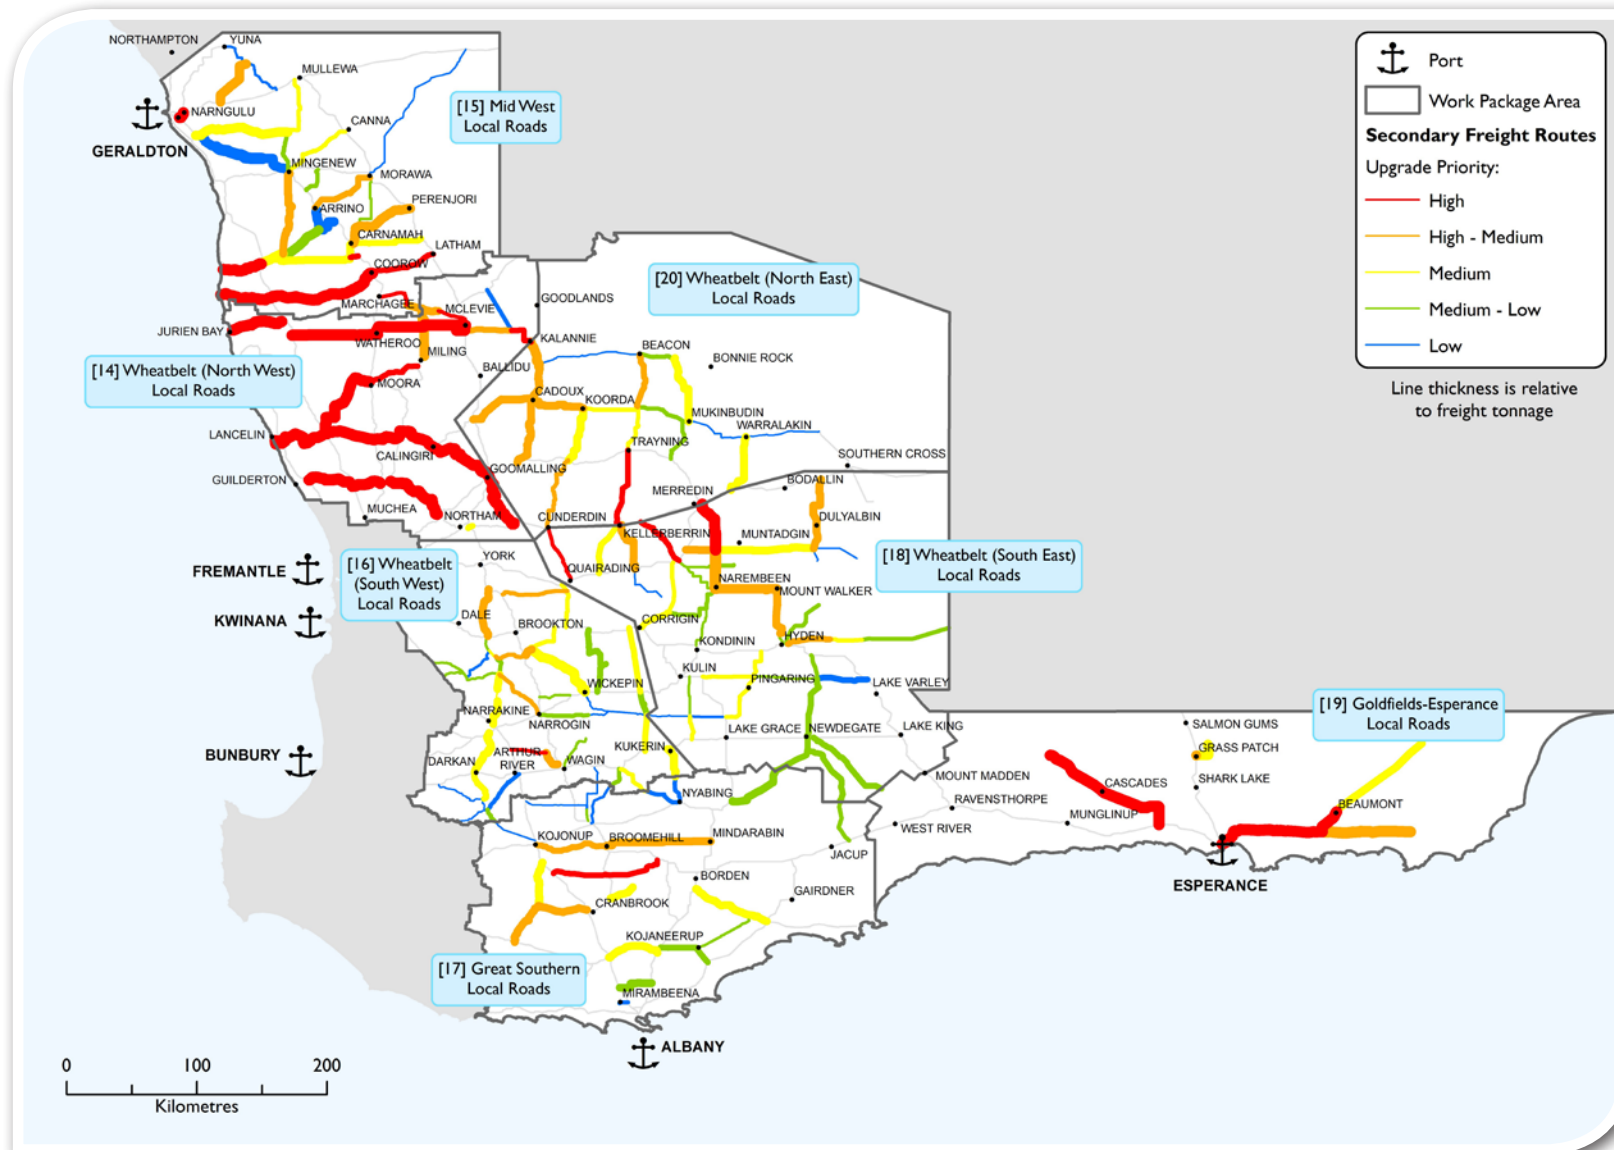 NORTHAMPTON
YUNA
MULLEWA
NARNGULU
CANNA
GERALDTON
[15] Mid West
Local Roads
MINGENEW
MORAWA
ARRINO
PERENJORI
CARNAMAH
LATHAM
COOROW
MARCHAGEE
MCLEVIE
GOODLANDS
[20] Wheatbelt (North East)
Local Roads
JURIEN BAY
WATHEROO
MILING
KALANNIE
BEACON
BONNIE ROCK
[14] Wheatbelt (North West)
Local Roads
BALLIDU
MOORA
CADOUX
KOORDA
MUKINBUDIN
WARRALAKIN
LANCELIN
CALINGIRI
TRAYNING
SOUTHERN CROSS
GUILDERTON
GOOMALLING
MERREDIN
BODALLIN
MUCHEA
NORTHAM
CUNDERDIN
KELLERBERRIN
DULYALBIN
MUNTADGIN
[18] Wheatbelt (South East)
Local Roads
FREMANTLE
[16] Wheatbelt
(South West)
Local Roads
YORK
QUAIRADING
NAREMBEEN
MOUNT WALKER
KWINANA
DALE
BROOKTON
CORRIGIN
HYDEN
KONDININ
KULIN
PINGARING
LAKE VARLEY
WICKEPIN
NARRAKINE
NARROGIN
LAKE GRACE
NEWDEGATE
LAKE KING
[19] Goldfields-Esperance
Local Roads
SALMON GUMS
GRASS PATCH
SHARK LAKE
BUNBURY
DARKAN
ARTHUR
RIVER
WAGIN
KUKERIN
NYABING
MOUNT MADDEN
RAVENSTHORPE
CASCADES
MUNGLINUP
BEAUMONT
WEST RIVER
KOJONUP
BROOMEHILL
MINDARABIN
JACUP
ESPERANCE
BORDEN
GAIRDNER
CRANBROOK
KOJANEERUP
[17] Great Southern
Local Roads
MIRAMBEENA
ALBANY
0
100
200
Kilometres
Port
Work Package Area
Secondary Freight Routes
Upgrade Priority:
High
High - Medium
Medium
Medium - Low
Low
Line thickness is relative
to freight tonnage